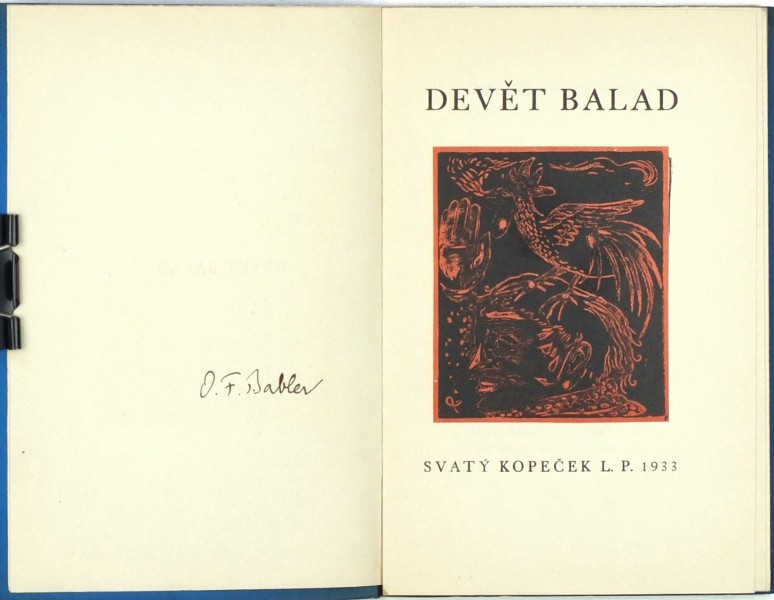 O. F. Babler
DEVĚT BALAD
SVATÝ KOPEČEK L. P. 1933